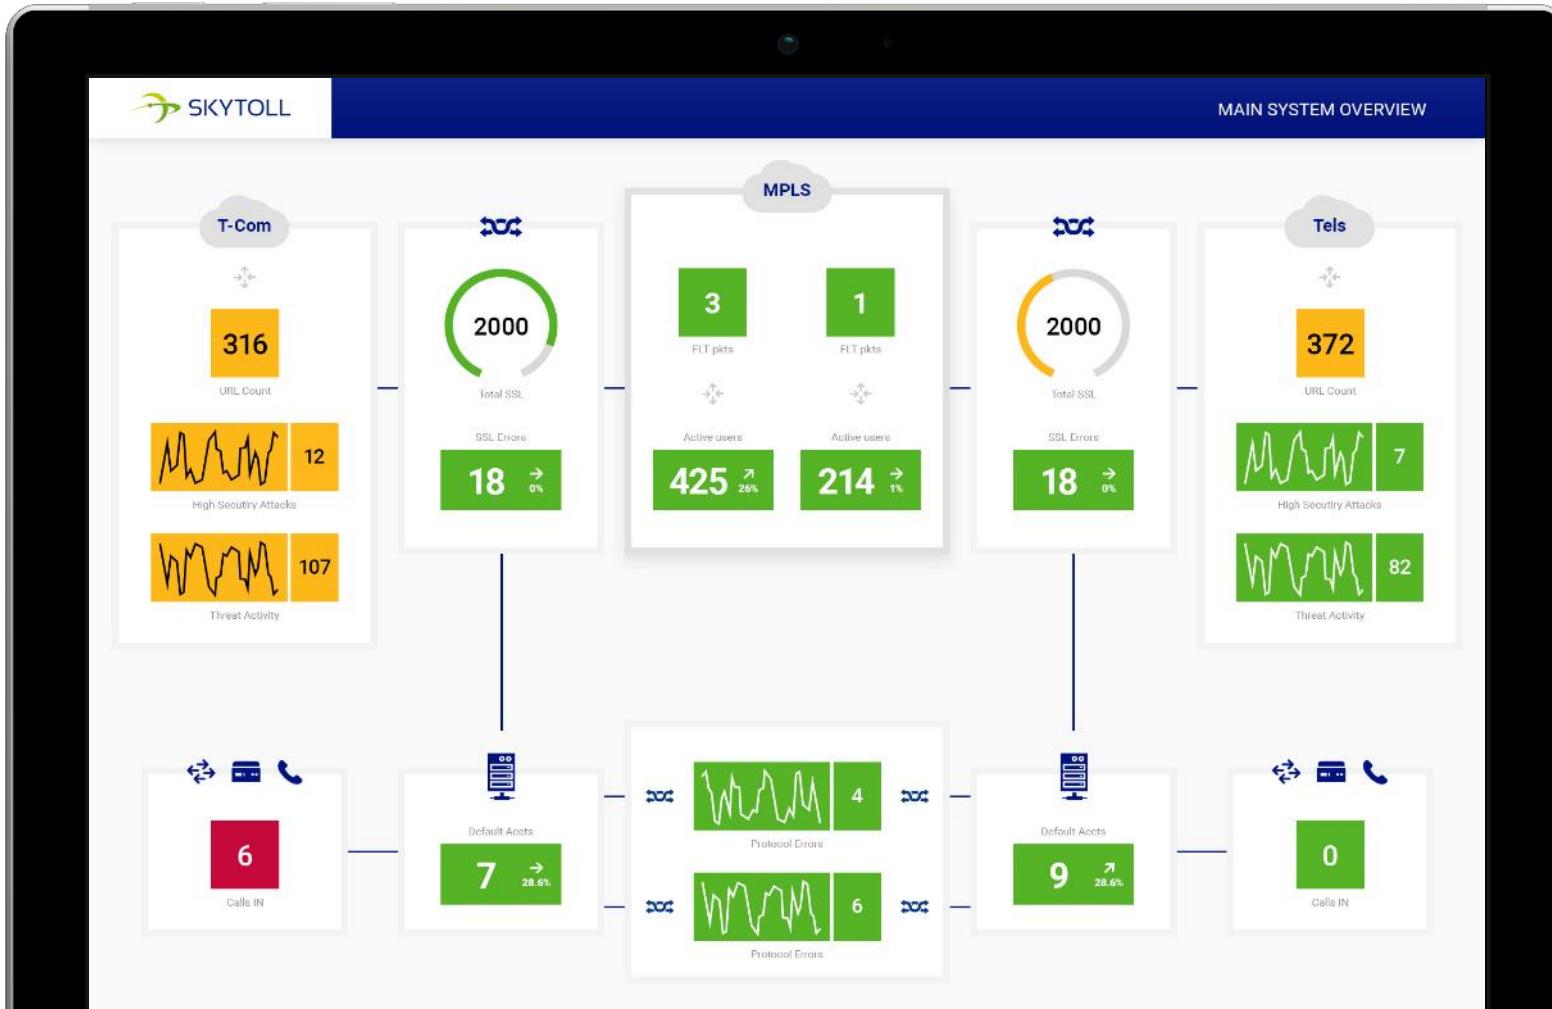 SKYTOLL
MAIN SYSTEM OVERVIEW
T-Com
316
URL Count
12
High Secutiry Attacks
107
Threat Activity
2000
Total SSL
SSL Errors
18
0%
MPLS
3
FLT pkts
1
FLT pkts
Active users
425
26%
Active users
214
1%
2000
Total SSL
SSL Errors
18
0%
Tels
372
URL Count
7
High Secutiry Attacks
82
Threat Activity
6
Calls IN
Default Accts
7
28.6%
4
Protocol Errors
6
Protocol Errors
Default Accts
9
28.6%
0
Calls IN